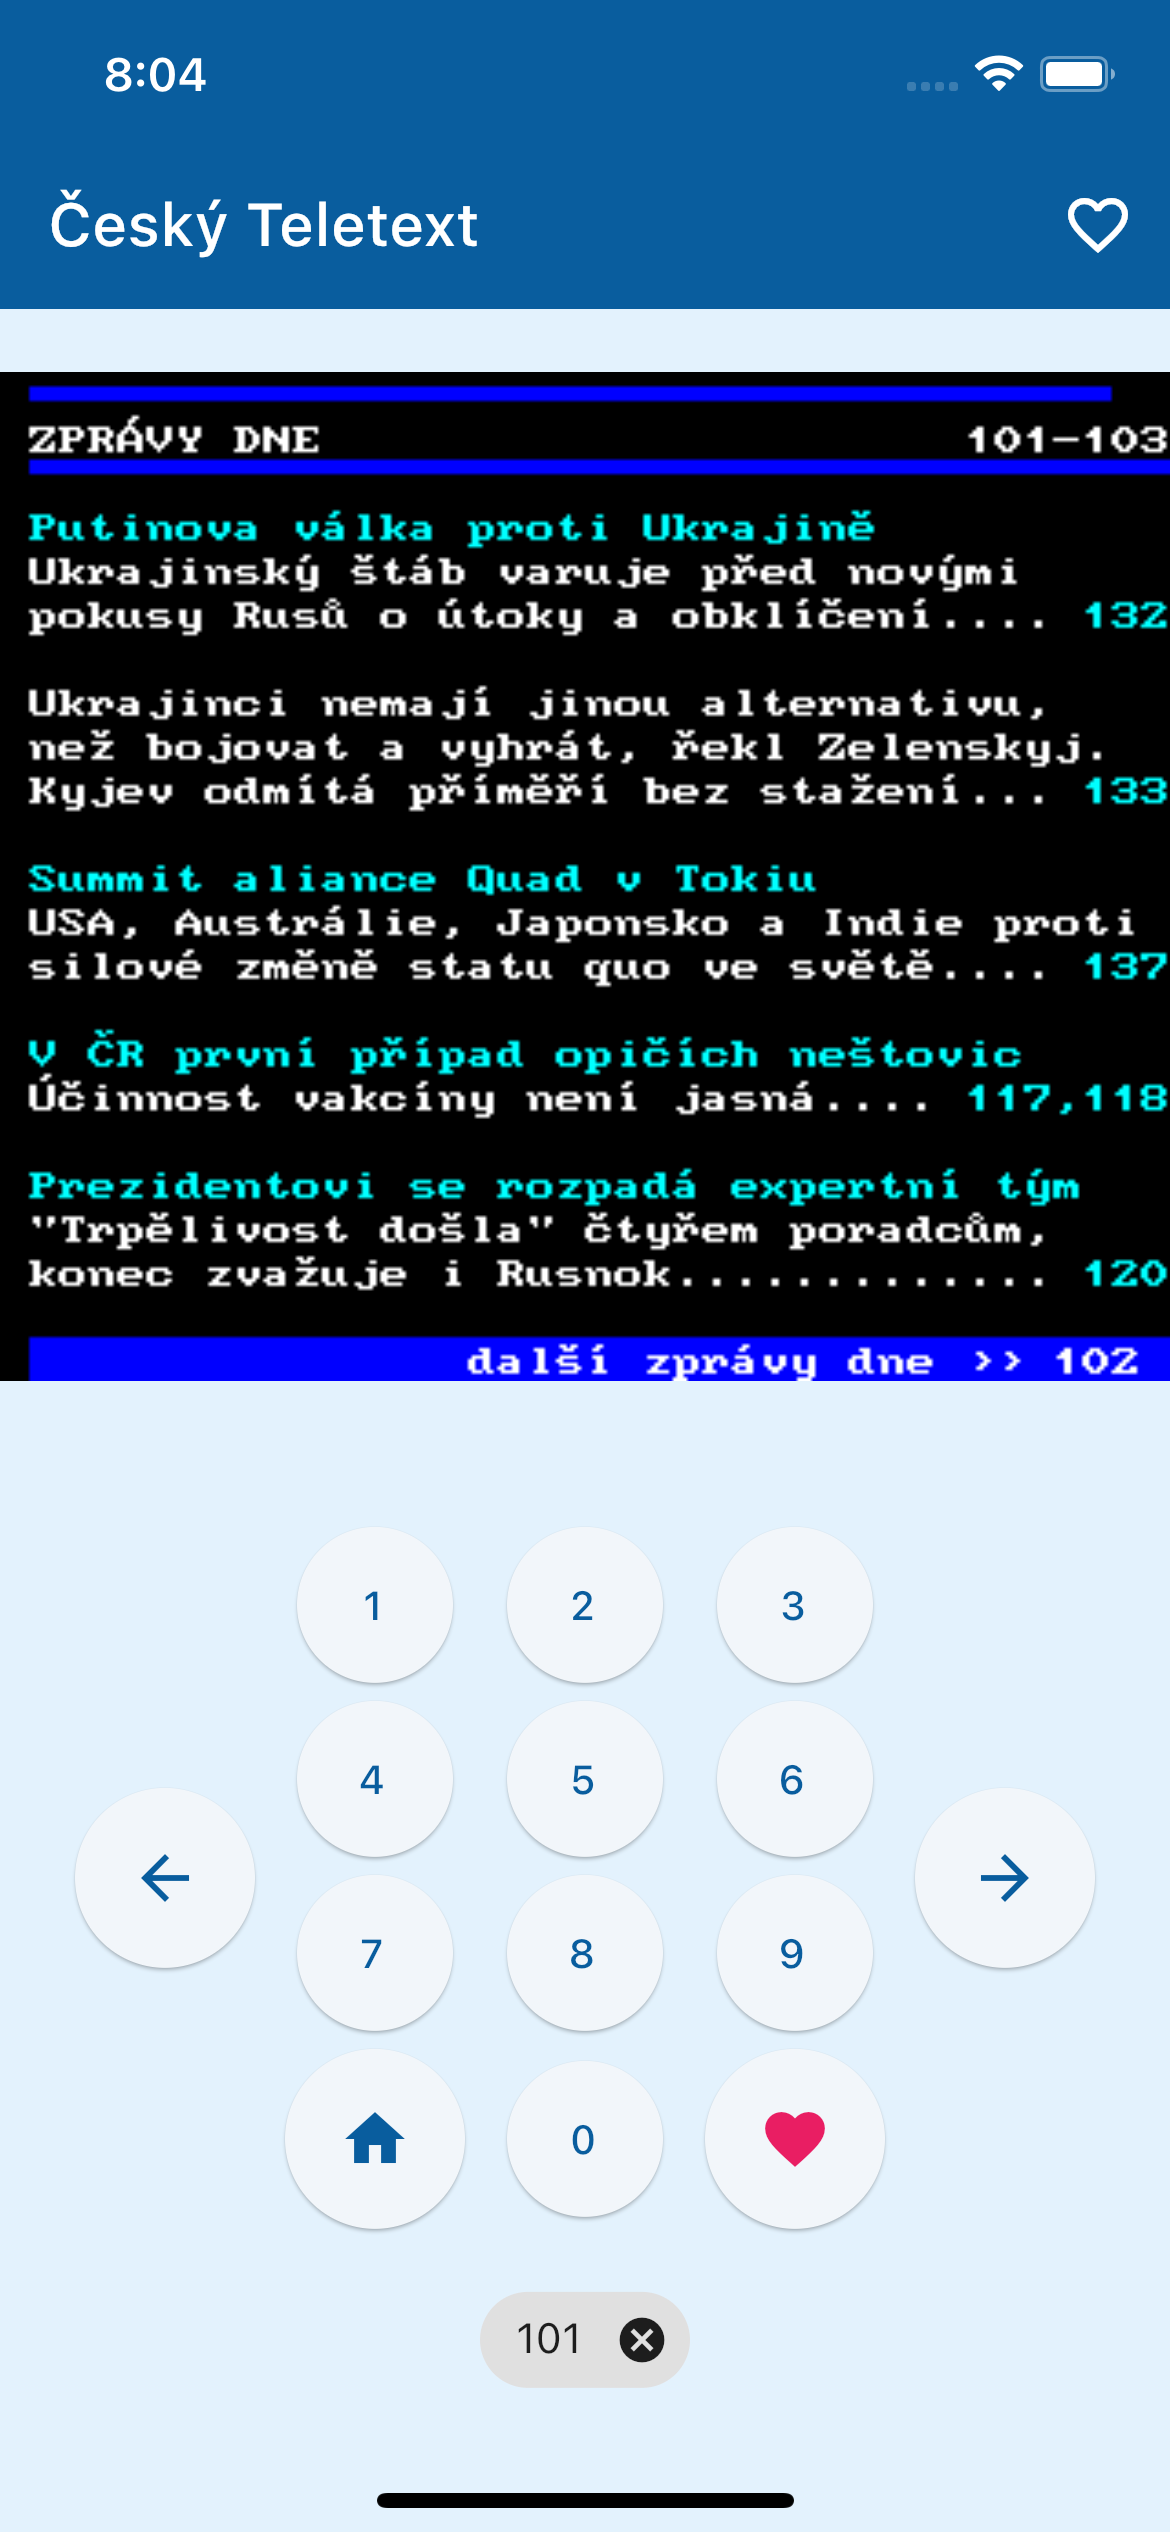 8:04
Český Teletext
ZPRÁVY DNE 101-103
Putinova válka proti Ukrajině
Ukrajinský štáb varuje před novými
pokusy Rusů o útoky a obklíčení.... 132
Ukrajinci nemají jinou alternativu,
než bojovat a vyhrát, řekl Zelenskyj.
Kyjev odmítá příměří bez stažení... 133
Summit aliance Quad v Tokiu
USA, Austrálie, Japonsko a Indie proti
silové změně statu quo ve světě.... 137
V ČR první případ opičích neštovic
Účinnost vakcíny není jasná.... 117,118
Prezidentovi se rozpadá expertní tým
"Trpělivost došla" čtyřem poradcům,
konec zvažuje i Rusnok............. 120
další zprávy dne >> 102
1 2 3
4 5 6
7 8 9
0
101